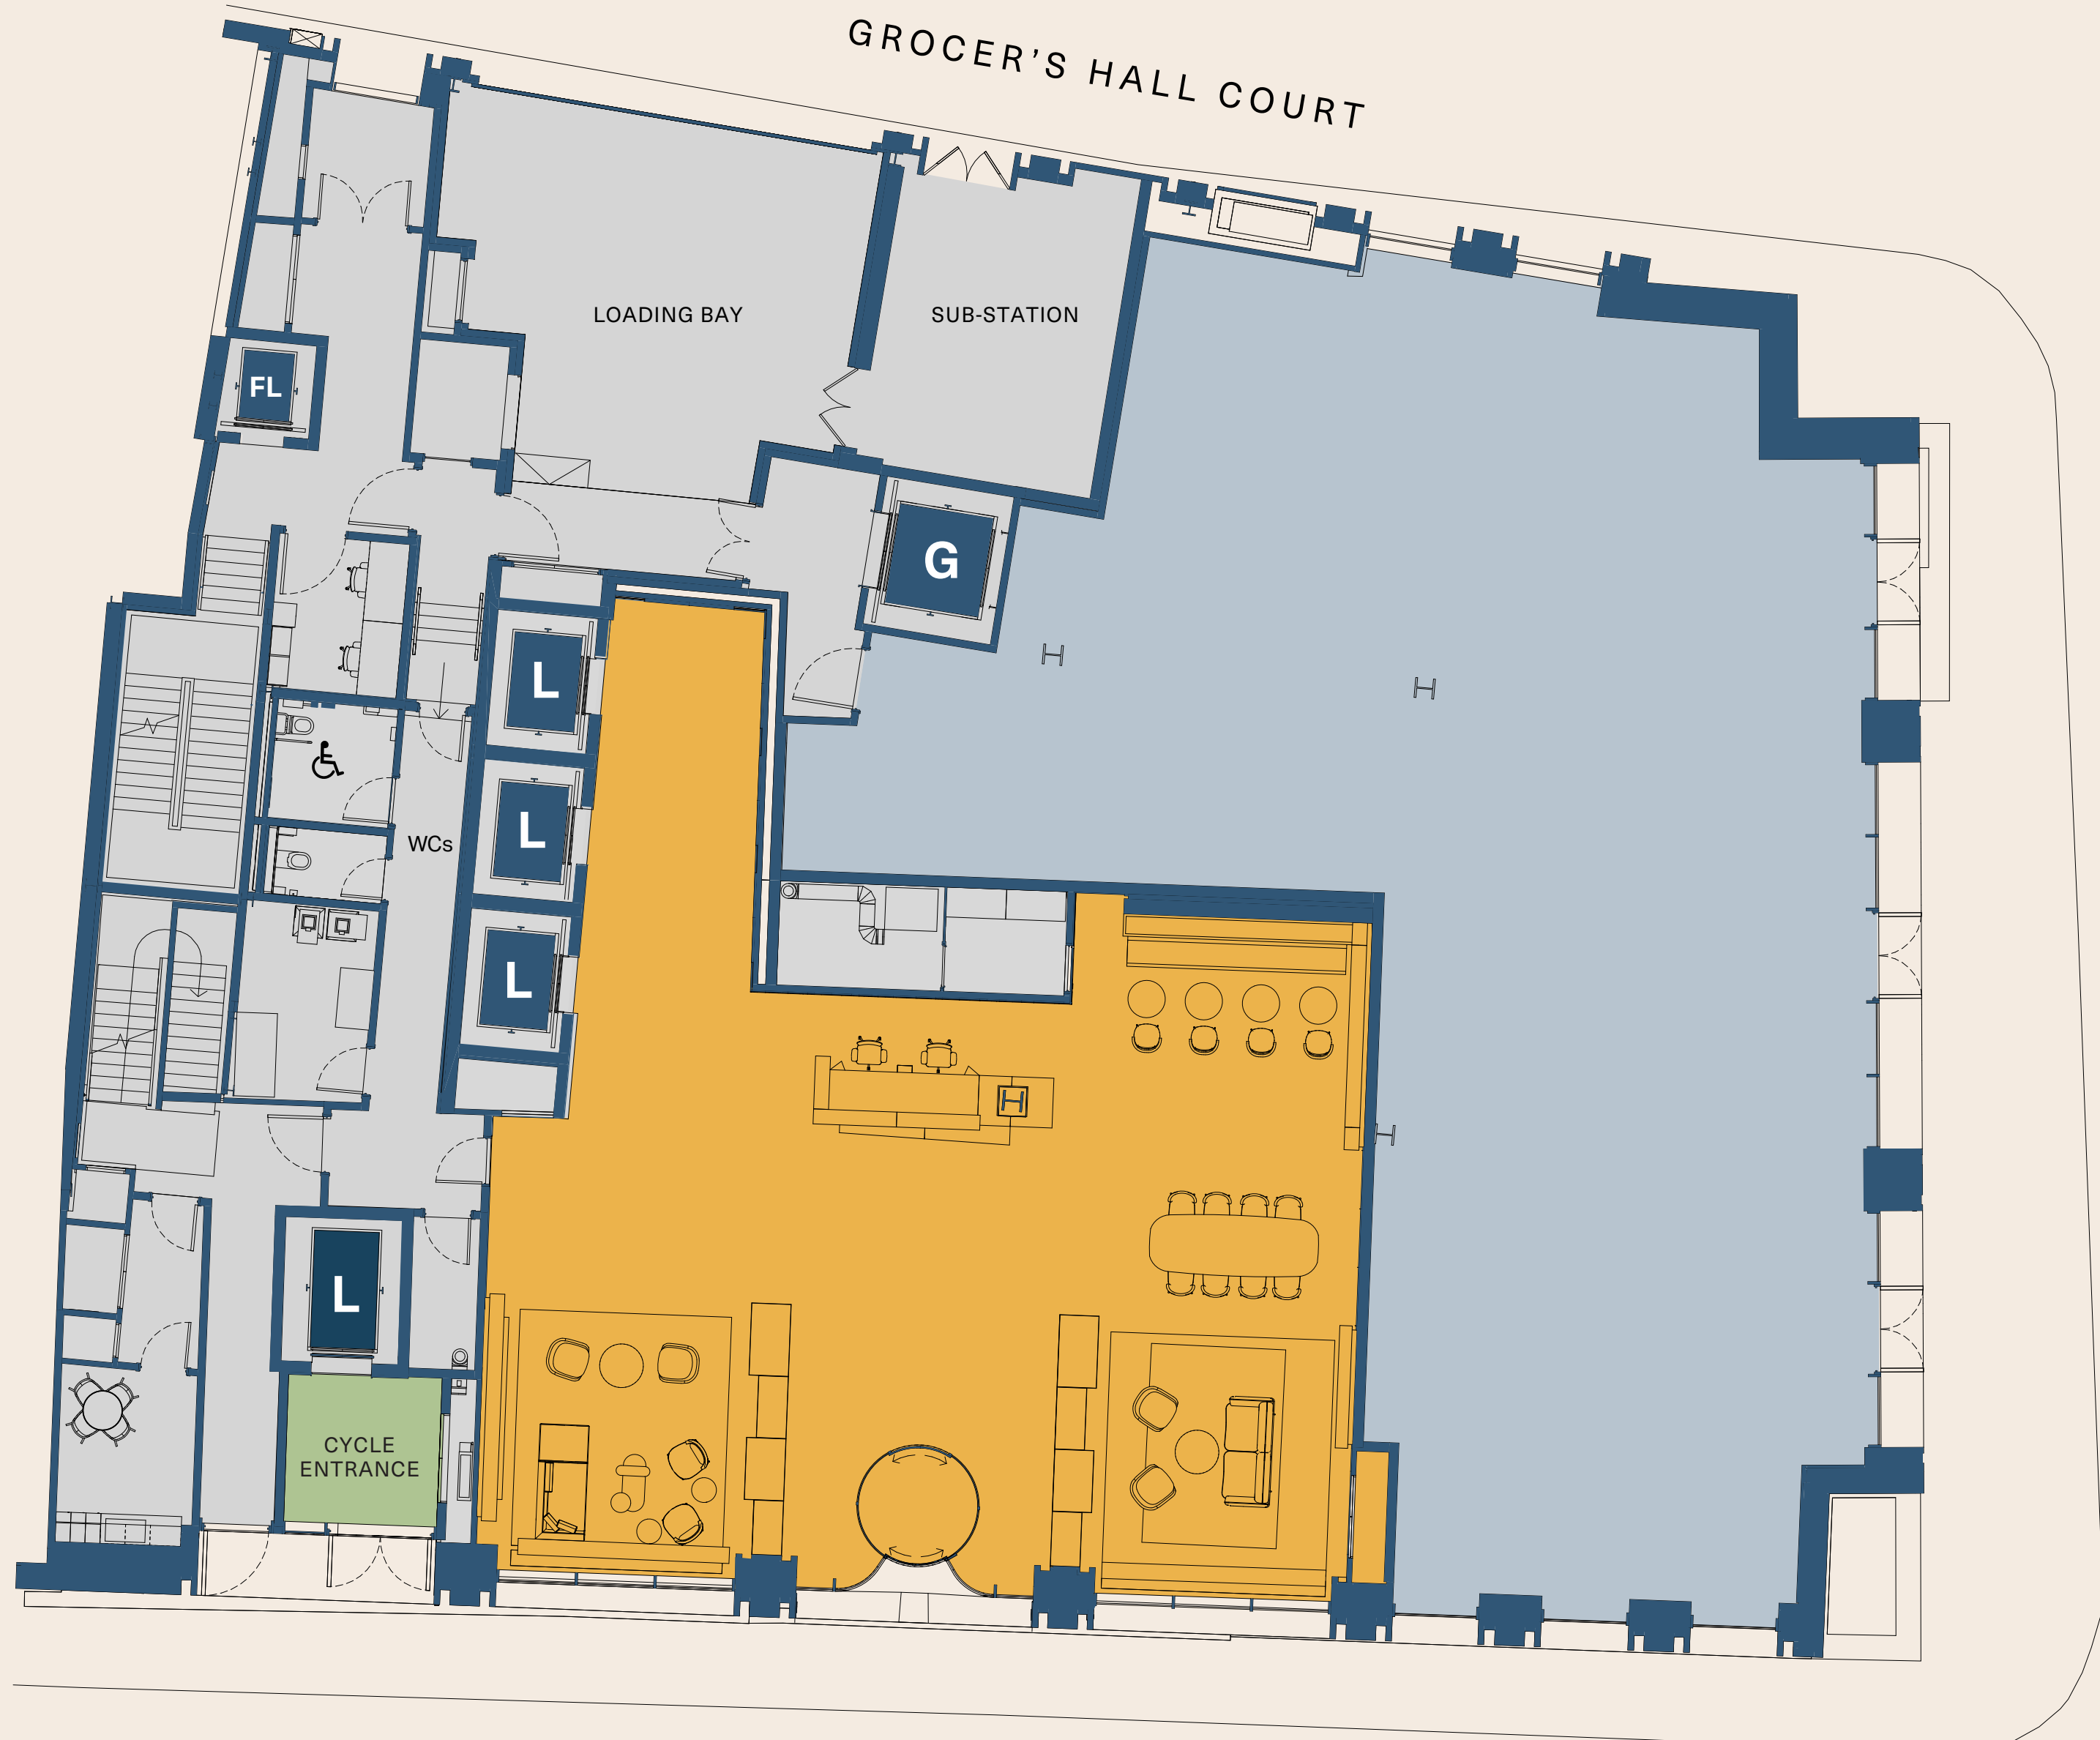 GROCER’S HALL COURT
LOADING BAY
SUB-STATION
FL
G
L
L
WCs
L
L
CYCLE
ENTRANCE